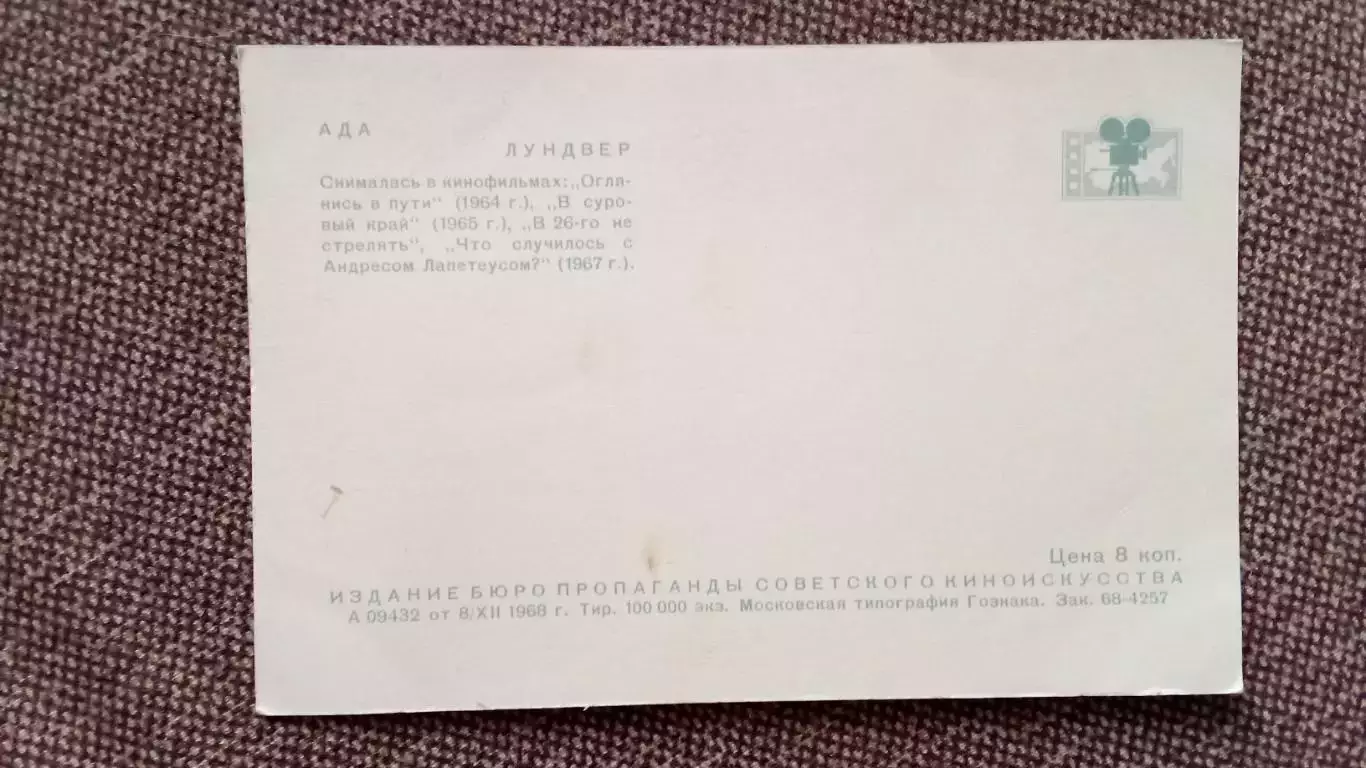 АДА
ЛУНДВЕР
Снималась в кинофильмах: „Огля-
нись в пути" (1964 г.), „В суро-
вый край" (1965 г.), „В 26-го не
стрелять", „Что случилось с
Андресом Лапетеусом?" (1967 г.).
Цена 8 коп.
ИЗДАНИЕ БЮРО ПРОПАГАНДЫ СОВЕТСКОГО КИНОИСКУССТВА
А 09432 от 8/XII 1968 г. Тир. 100 000 экз. Московская типография Гознака. Зак. 68-4257